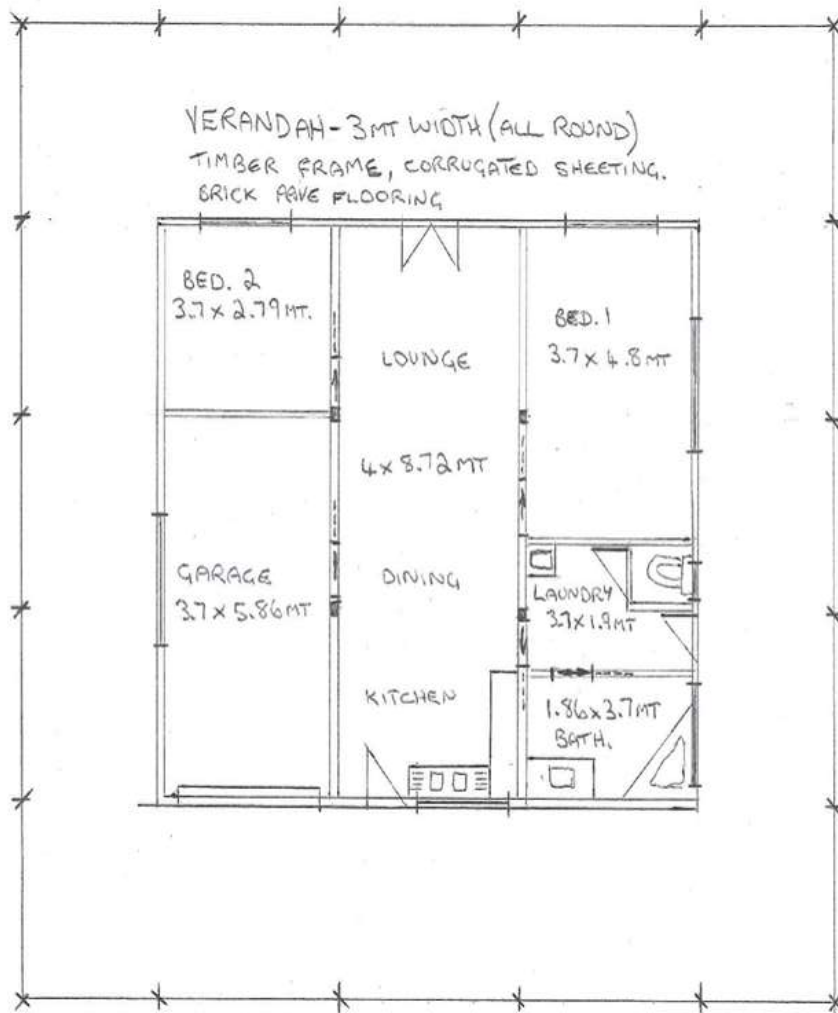 VERANDAH - 3MT WIDTH (ALL ROUND)
TIMBER FRAME, CORRUGATED SHEETING.
BRICK PAVE FLOORING
BED. 2
3.7 x 2.79 MT.
BED. 1
3.7 x 4.8 MT
LOUNGE
4 x 8.72 MT
DINING
GARAGE
3.7 x 5.86 MT
LAUNDRY
3.7 x 1.9 MT
KITCHEN
1.86 x 3.7 MT
BATH.